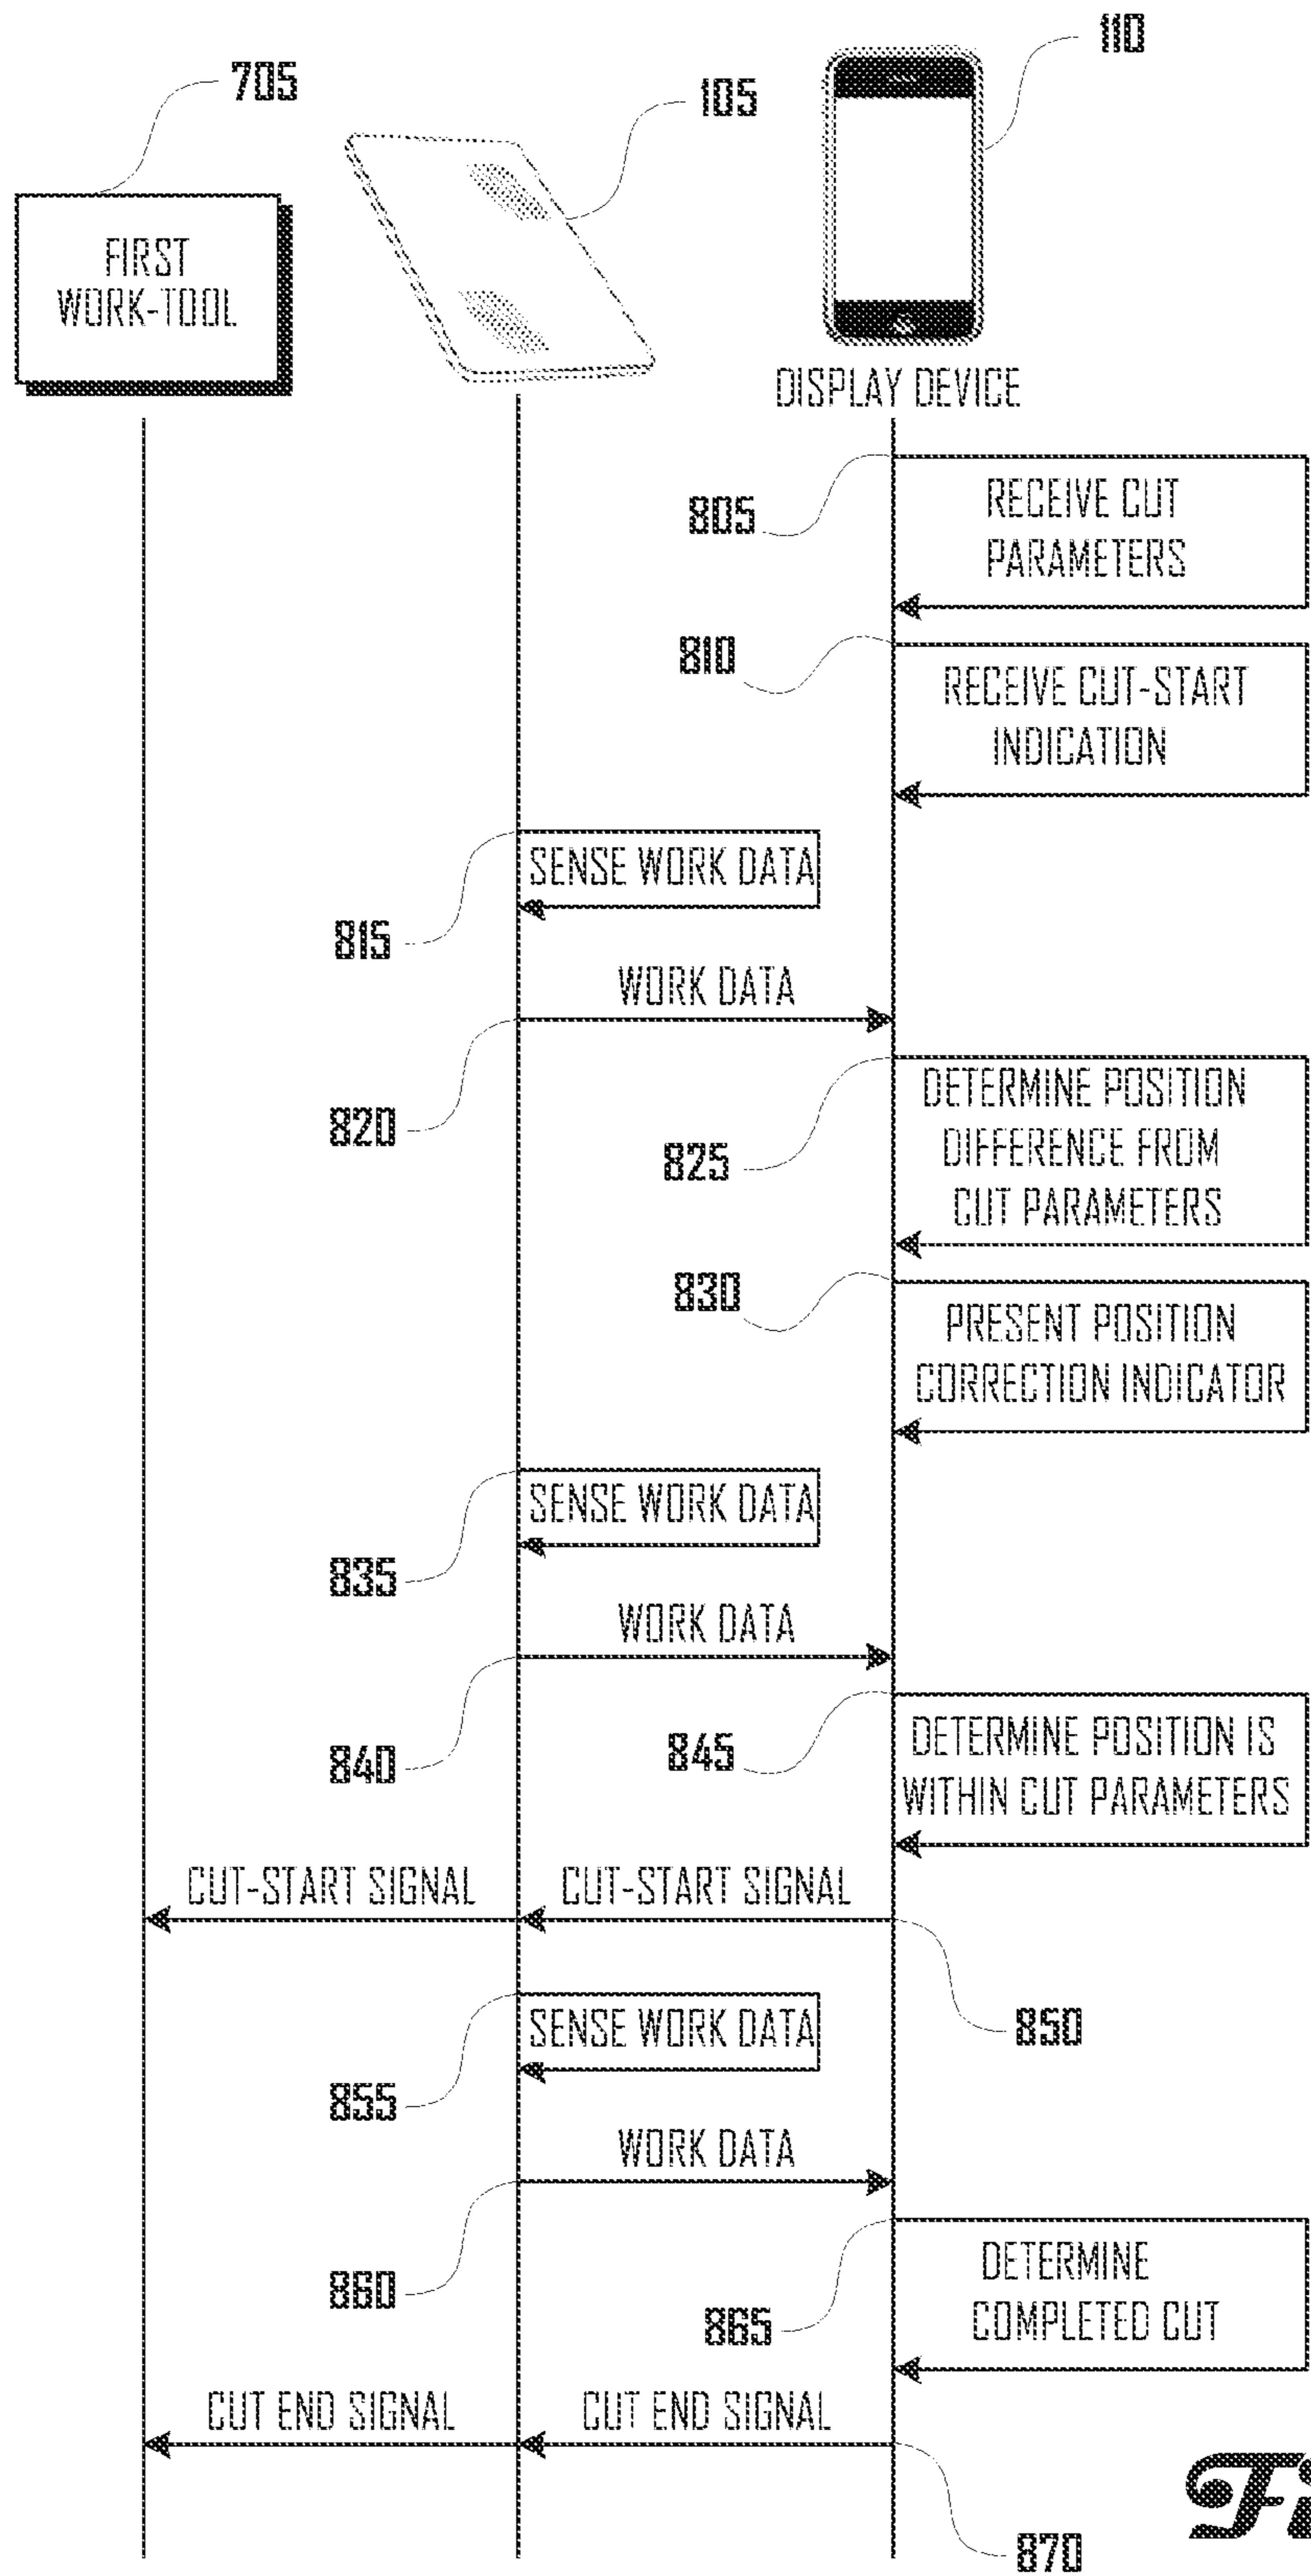 110
705
105
FIRST
WORK-TOOL
DISPLAY DEVICE
805
RECEIVE CUT
PARAMETERS
810
RECEIVE CUT-START
INDICATION
SENSE WORK DATA
815
WORK DATA
820
DETERMINE POSITION
DIFFERENCE FROM
CUT PARAMETERS
825
830
PRESENT POSITION
CORRECTION INDICATOR
SENSE WORK DATA
835
WORK DATA
840
845
DETERMINE POSITION IS
WITHIN CUT PARAMETERS
CUT-START SIGNAL
CUT-START SIGNAL
850
SENSE WORK DATA
855
WORK DATA
860
DETERMINE
COMPLETED CUT
865
CUT END SIGNAL
CUT END SIGNAL
870